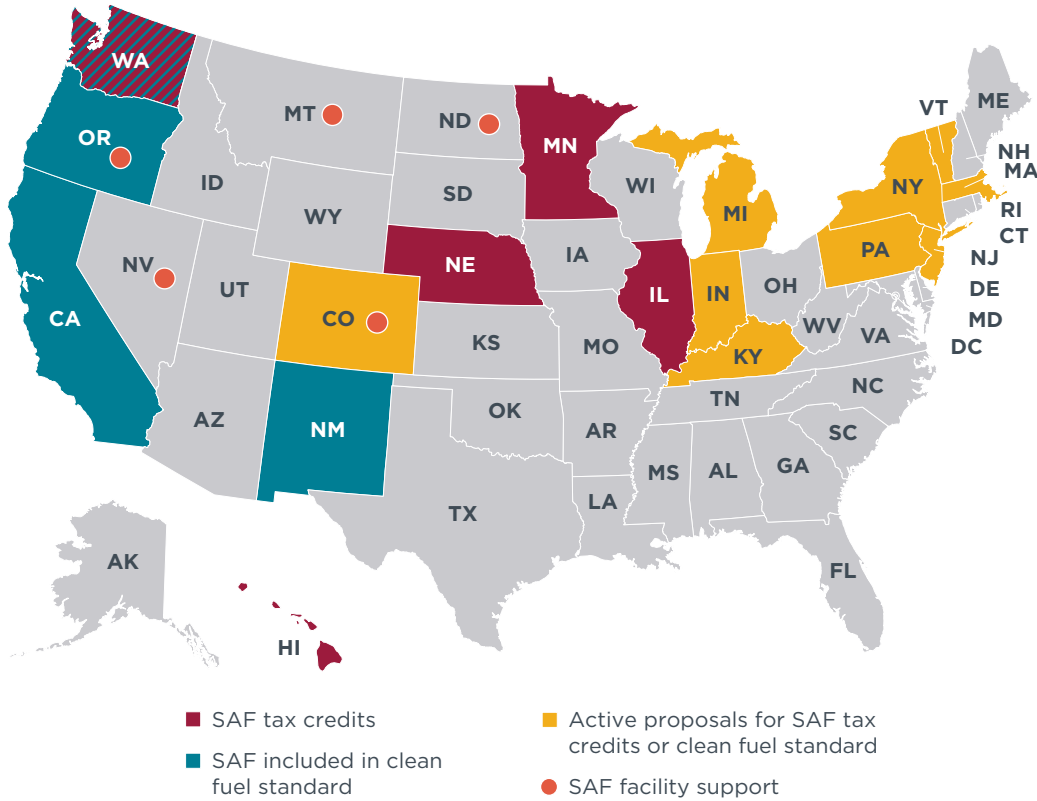 WA
VT
ME
MT
ND
OR
MN
NH
MA
ID
SD
WI
NY
WY
MI
RI
CT
NV
NE
IA
PA
NJ
UT
IL
IN
OH
DE
CA
CO
WV
MD
KS
MO
KY
VA
DC
AZ
NM
OK
TN
NC
AR
SC
MS
AL
GA
TX
LA
AK
FL
HI
SAF tax credits
SAF included in clean
fuel standard
Active proposals for SAF tax
credits or clean fuel standard
SAF facility support